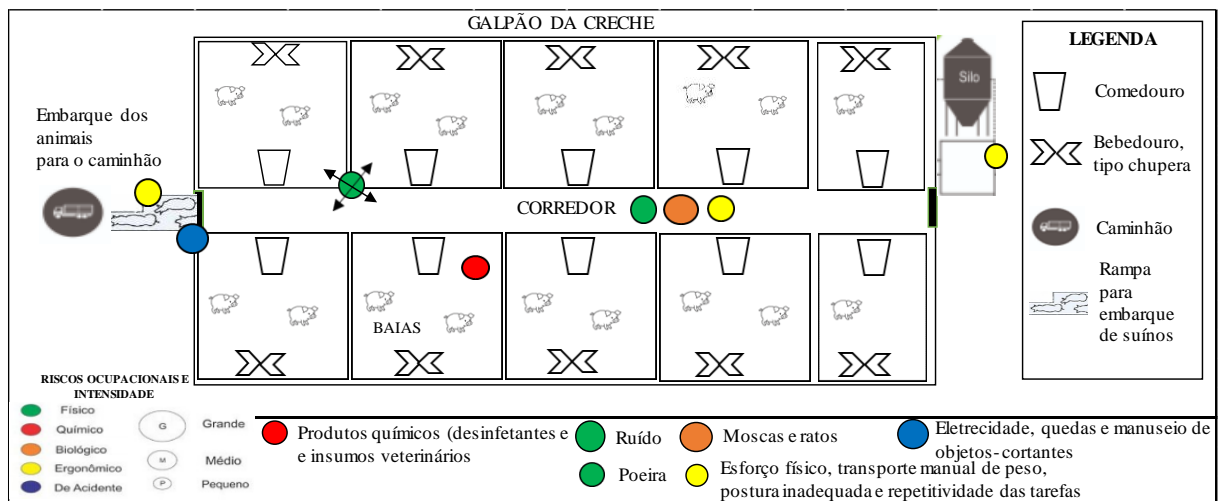 GALPÃO DA CRECHE
Embarque dos
animais
para o caminhão
CORREDOR
BAIAS
Silo
LEGENDA
Comedouro
Bebedouro,
tipo chupera
Caminhão
Rampa
para
embarque
de suínos
RISCOS OCUPACIONAIS E
INTENSIDADE
Físico
Químico
Biológico
Ergonômico
De Acidente
G
Grande
M
Médio
P
Pequeno
Produtos químicos (desinfetantes e
e insumos veterinários
Ruído
Poeira
Moscas e ratos
Esforço físico, transporte manual de peso,
postura inadequada e repetitividade das tarefas
Eletrecidade, quedas e manuseio de
objetos-cortantes